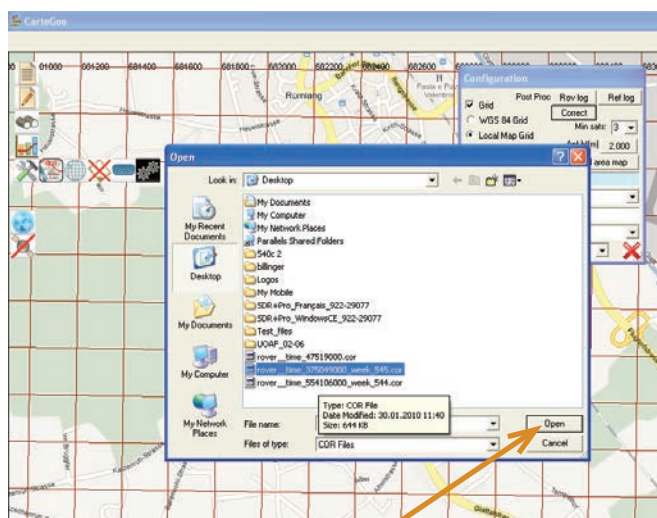 CartoGoo
01000 681200 681400 681600 681800 682000 682200 682400 682600
Rümlang
Configuration
Grid
Post Proc
Rov log
Ref log
Correct
WGS 84 Grid
Min sats: 3
Local Map Grid
2.000
area map
Open
Look in:
Desktop
My Recent
Documents
Desktop
My Documents
My Computer
My Network
Places
My Documents
My Computer
My Network Places
Parallels Shared Folders
540c 2
billinger
Logos
My Mobile
SDR+Pro_Français_922-29077
SDR+Pro_WindowsCE_922-29077
Test_files
UOAF_02-06
rover__time_47519000.cor
rover__time_375049000_week_545.cor
rover__time_554106000_week_544.cor
Type: COR File
Date Modified: 30.01.2010 11:40
Size: 644 KB
File name:
Open
Files of type:
COR Files
Cancel